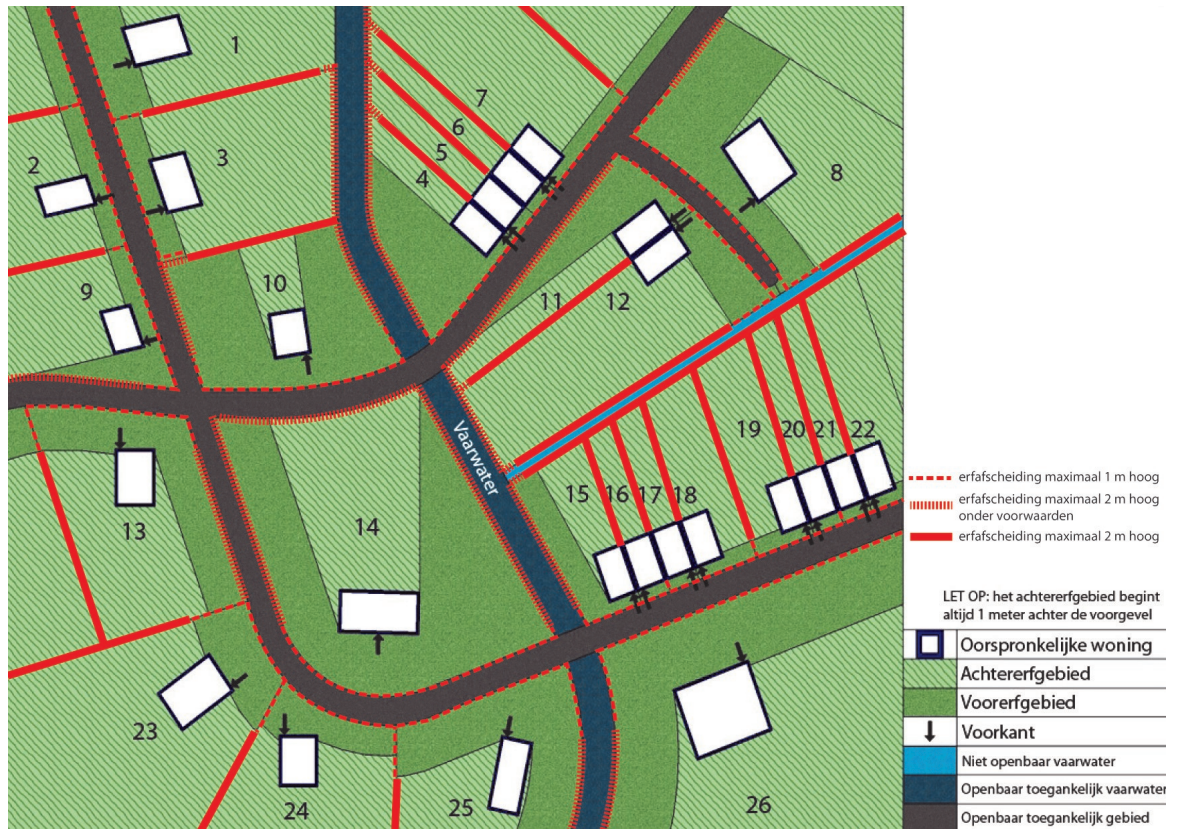 1
7
6
2
3
5
4
8
10
9
11
12
Vaarwater
19
20
21
22
15
16
17
18
13
14
23
24
25
26
erfafscheiding maximaal 1 m hoog
erfafscheiding maximaal 2 m hoog
onder voorwaarden
erfafscheiding maximaal 2 m hoog
LET OP: het achtererfgebied begint
altijd 1 meter achter de voorgevel
Oorspronkelijke woning
Achtererfgebied
Voorerfgebied
Voorkant
Niet openbaar vaarwater
Openbaar toegankelijk vaarwater
Openbaar toegankelijk gebied